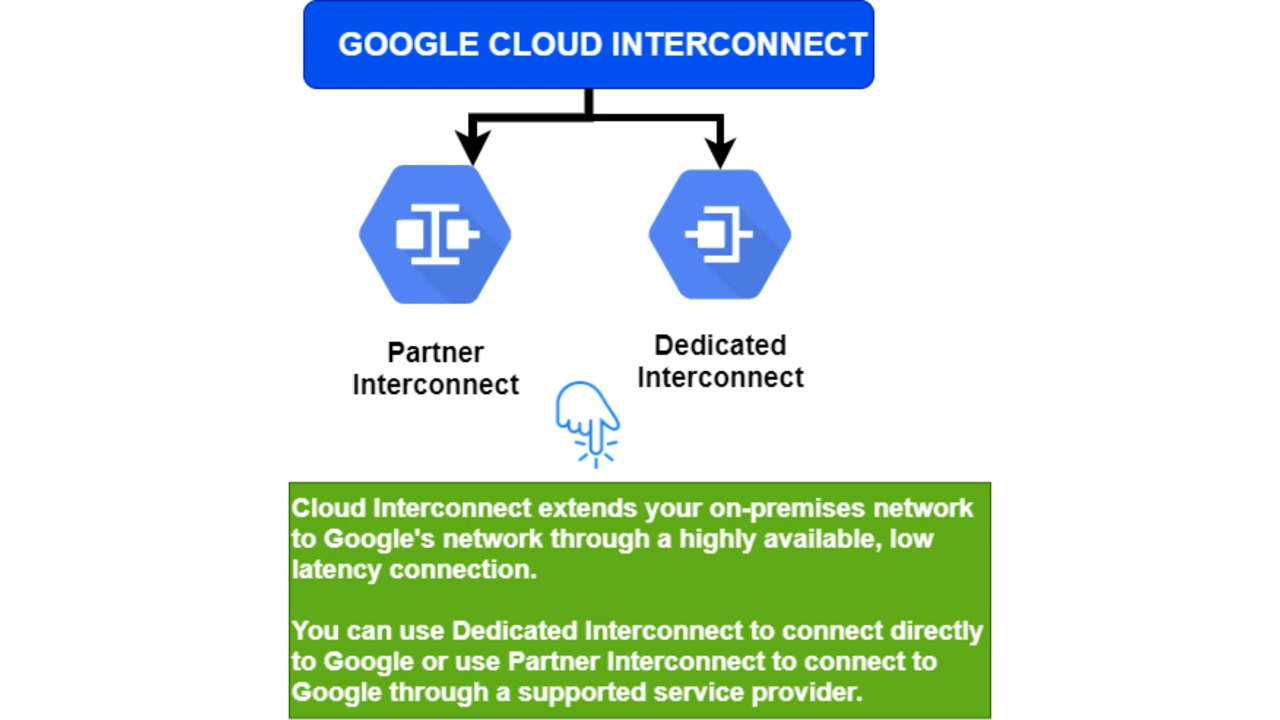 GOOGLE CLOUD INTERCONNECT
Partner
Interconnect
Dedicated
Interconnect
Cloud Interconnect extends your on-premises network
to Google's network through a highly available, low
latency connection.
You can use Dedicated Interconnect to connect directly
to Google or use Partner Interconnect to connect to
Google through a supported service provider.